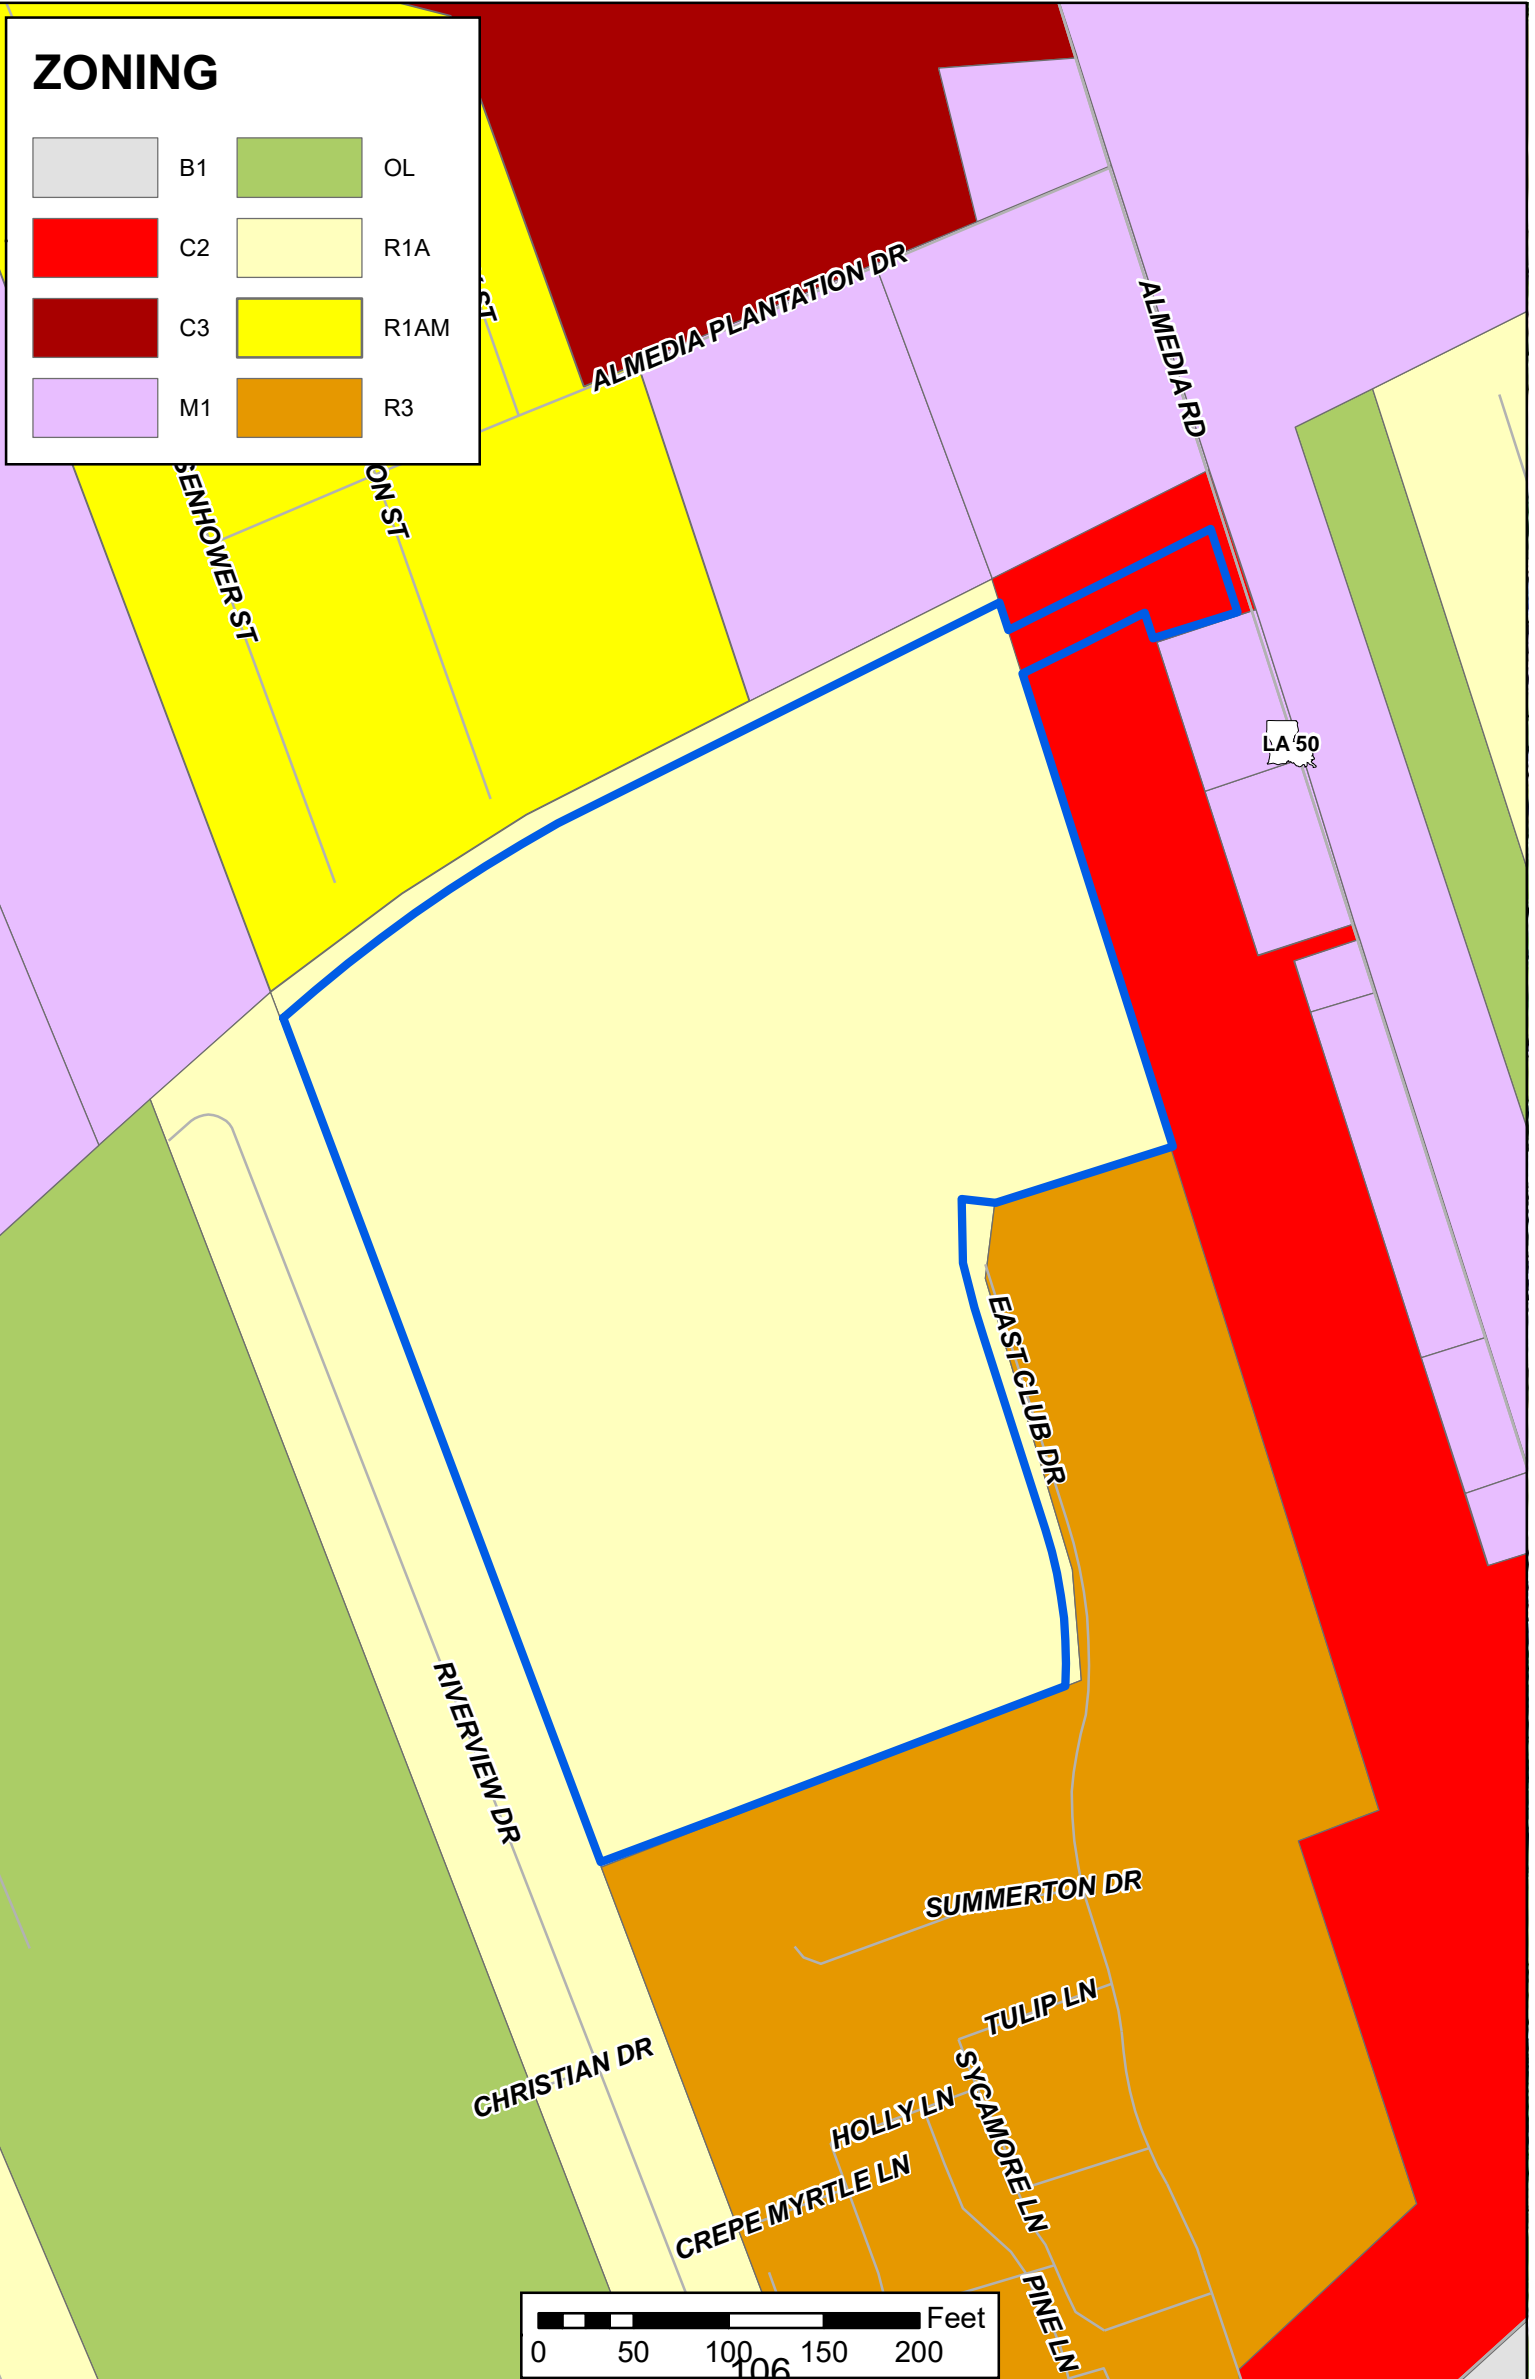 ZONING
B1
OL
C2
R1A
C3
R1AM
M1
R3
ST
ALMEDIA PLANTATION DR
ALMEDIA RD
SENHOWER ST
ON ST
LA 50
EAST CLUB DR
RIVERVIEW DR
SUMMERTON DR
TULIP LN
CHRISTIAN DR
SYCAMORE LN
HOLLY LN
CREPE MYRTLE LN
PINE LN
Feet
0 50 100 150 200
106